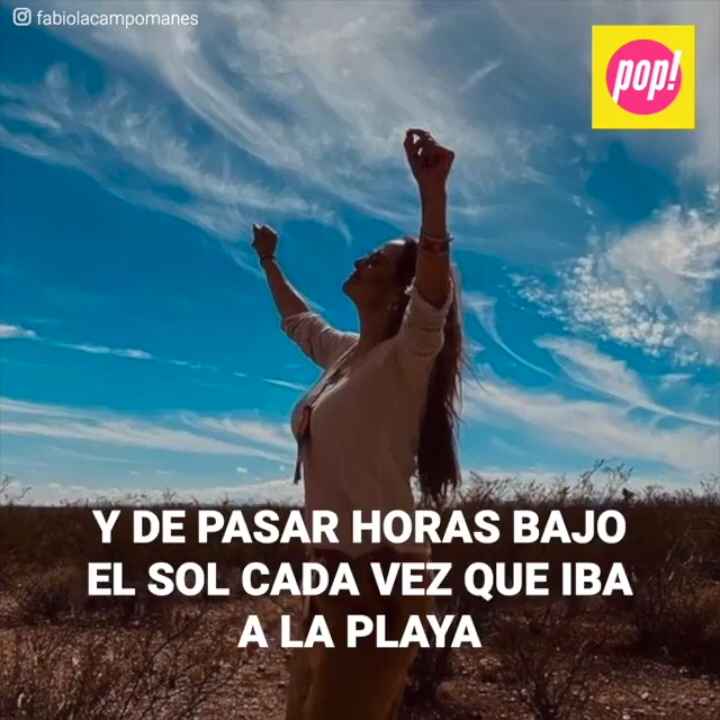 fabiolacampomanes
pop!
Y DE PASAR HORAS BAJO
EL SOL CADA VEZ QUE IBA
A LA PLAYA